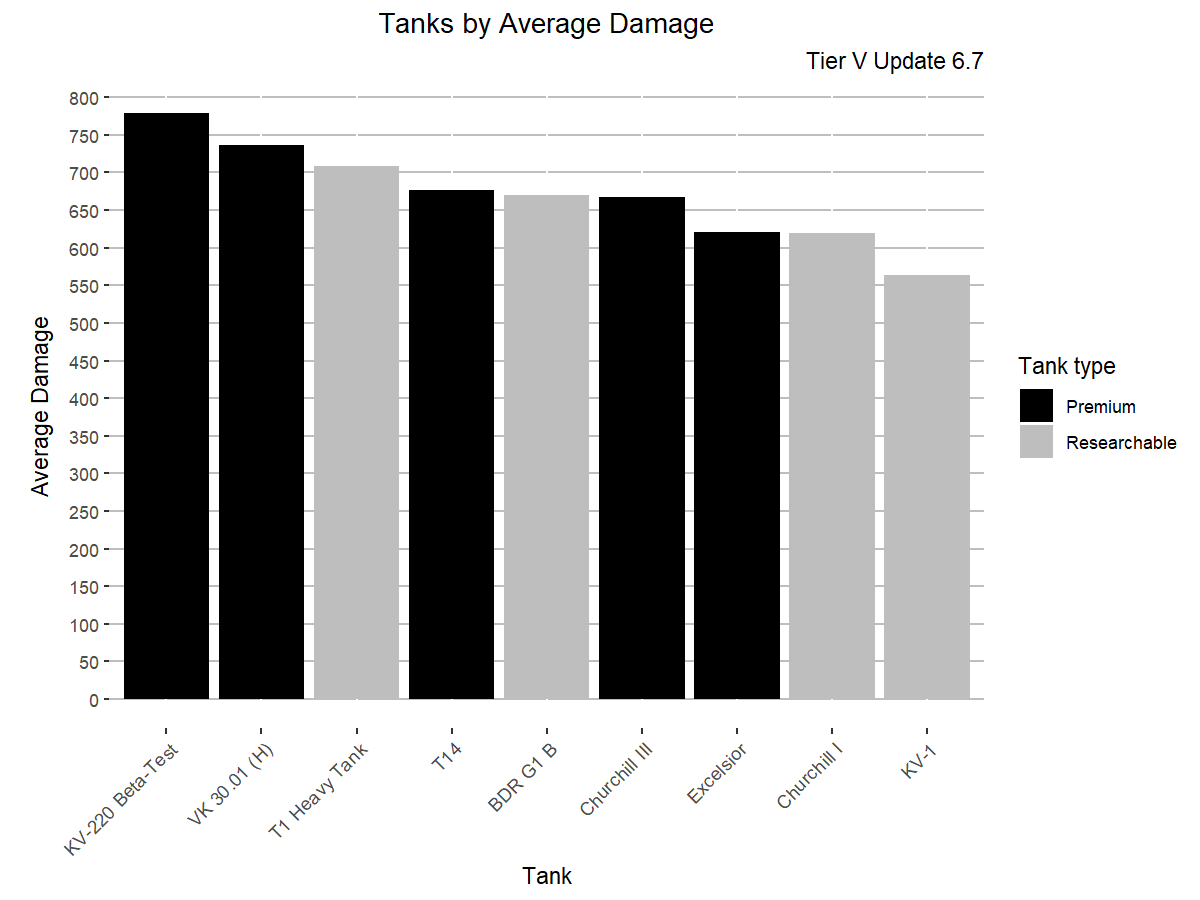 Tanks by Average Damage
Tier V Update 6.7
Average Damage
800
750
700
650
600
550
500
450
400
350
300
250
200
150
100
50
0
KV-220 Beta-Test
VK 30.01 (H)
T1 Heavy Tank
T14
BDR G1 B
Churchill III
Excelsior
Churchill I
KV-1
Tank
Tank type
Premium
Researchable